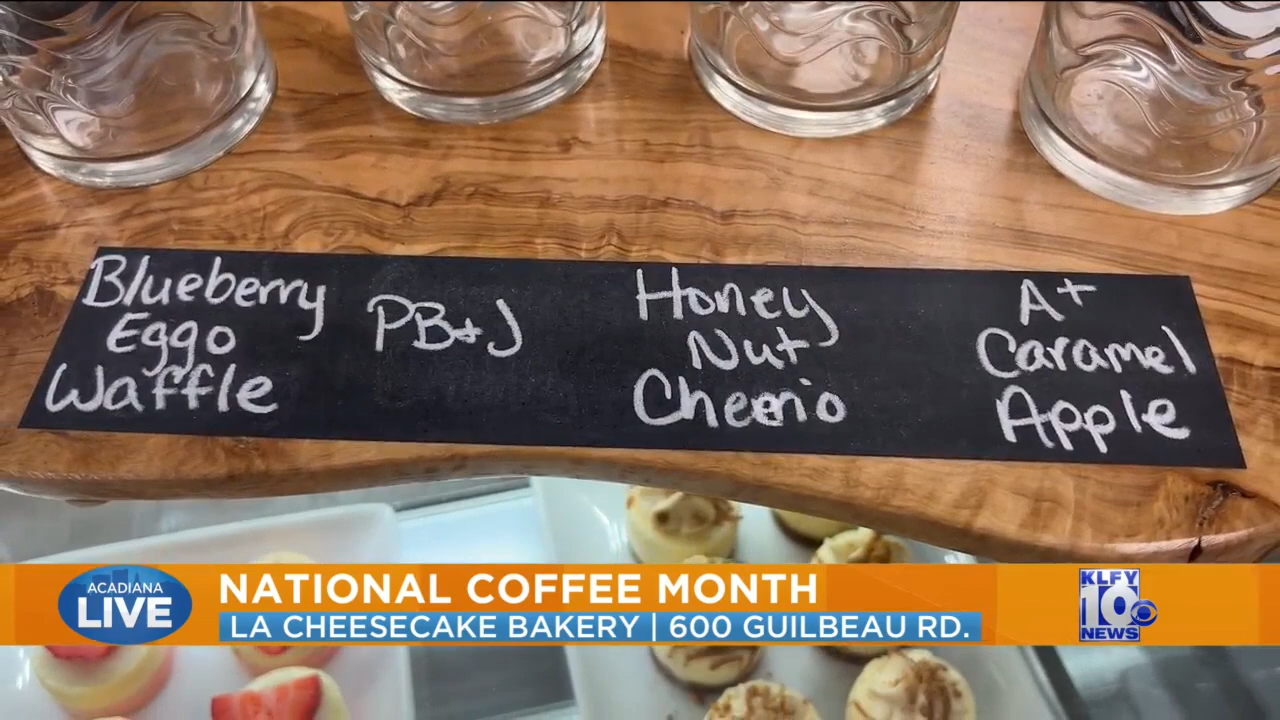 Blueberry
Eggo
Waffle
PB+J
Honey
Nut
Cheerio
A+
Caramel
Apple
ACADIANA
LIVE
NATIONAL COFFEE MONTH
LA CHEESECAKE BAKERY | 600 GUILBEAU RD.
KLFY
10
NEWS